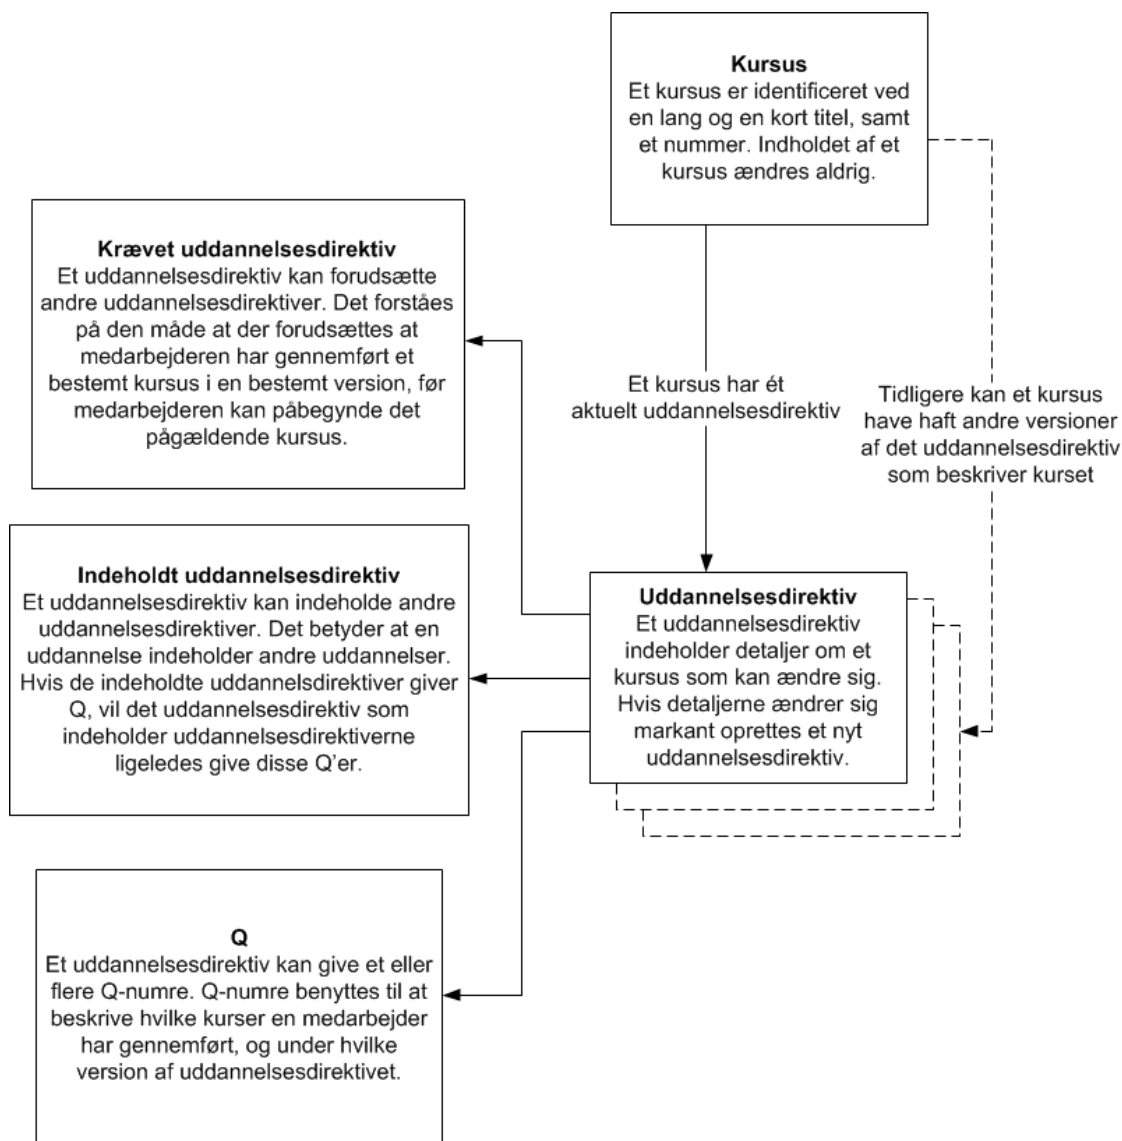 Kursus
Et kursus er identificeret ved
en lang og en kort titel, samt
et nummer. Indholdet af et
kursus ændres aldrig.
Krævet uddannelsesdirektiv
Et uddannelsesdirektiv kan forudsætte
andre uddannelsesdirektiver. Det forståes
på den måde at der forudsættes at
medarbejderen har gennemført et
bestemt kursus i en bestemt version, før
medarbejderen kan påbegynde det
pågældende kursus.
Et kursus har ét
aktuelt uddannelsesdirektiv
Tidligere kan et kursus
have haft andre versioner
af det uddannelsesdirektiv
som beskriver kurset
Indeholdt uddannelsesdirektiv
Et uddannelsesdirektiv kan indeholde andre
uddannelsesdirektiver. Det betyder at en
uddannelse indeholder andre uddannelser.
Hvis de indeholdte uddannelsdirektiver giver
Q, vil det uddannelsesdirektiv som
indeholder uddannelsesdirektiverne
ligeledes give disse Q'er.
Uddannelsesdirektiv
Et uddannelsesdirektiv
indeholder detaljer om et
kursus som kan ændre sig.
Hvis detaljerne ændrer sig
markant oprettes et nyt
uddannelsesdirektiv.
Q
Et uddannelsesdirektiv kan give et eller
flere Q-numre. Q-numre benyttes til at
beskrive hvilke kurser en medarbejder
har gennemført, og under hvilke
version af uddannelsesdirektivet.